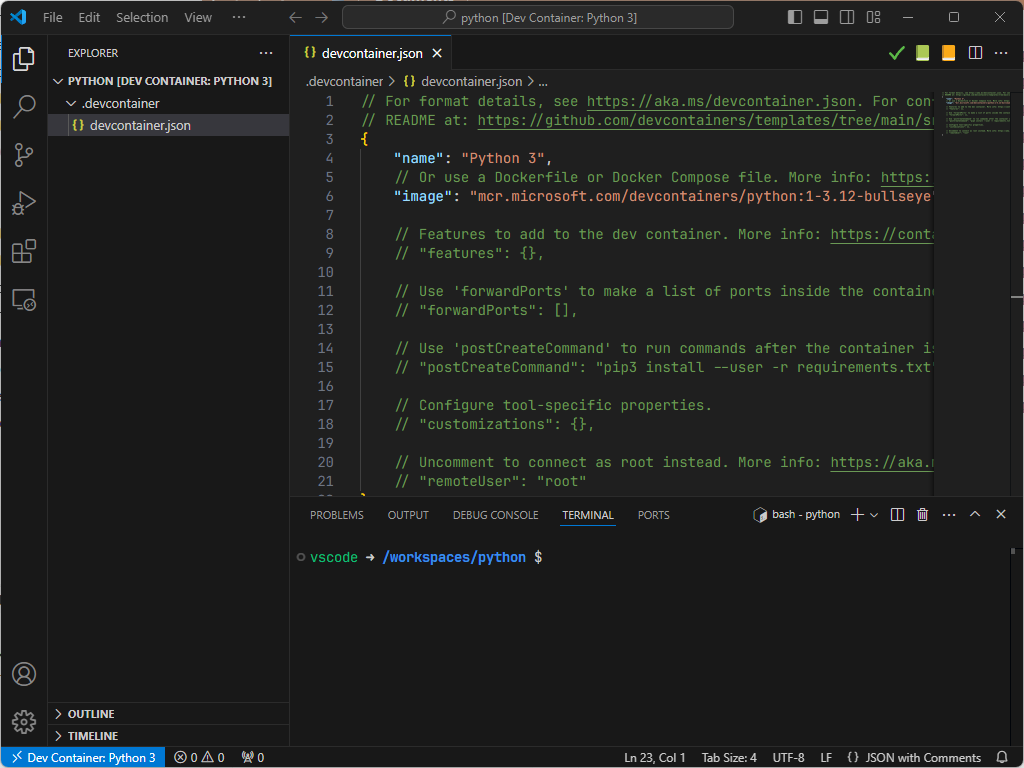 File Edit Selection View ··· python [Dev Container: Python 3]
EXPLORER ···
PYTHON [DEV CONTAINER: PYTHON 3]
.devcontainer
{} devcontainer.json
OUTLINE
TIMELINE
{} devcontainer.json
.devcontainer > {} devcontainer.json > ...
1 // For format details, see https://aka.ms/devcontainer.json. For con
2 // README at: https://github.com/devcontainers/templates/tree/main/sr
3 {
4 "name": "Python 3",
5 // Or use a Dockerfile or Docker Compose file. More info: https:
6 "image": "mcr.microsoft.com/devcontainers/python:1-3.12-bullseye"
7
8 // Features to add to the dev container. More info: https://conta
9 // "features": {},
10
11 // Use 'forwardPorts' to make a list of ports inside the containe
12 // "forwardPorts": [],
13
14 // Use 'postCreateCommand' to run commands after the container is
15 // "postCreateCommand": "pip3 install --user -r requirements.txt"
16
17 // Configure tool-specific properties.
18 // "customizations": {},
19
20 // Uncomment to connect as root instead. More info: https://aka.m
21 // "remoteUser": "root"
PROBLEMS OUTPUT DEBUG CONSOLE TERMINAL PORTS bash - python
vscode ➜ /workspaces/python $
Dev Container: Python 3 0 0 0 Ln 23, Col 1 Tab Size: 4 UTF-8 LF {} JSON with Comments